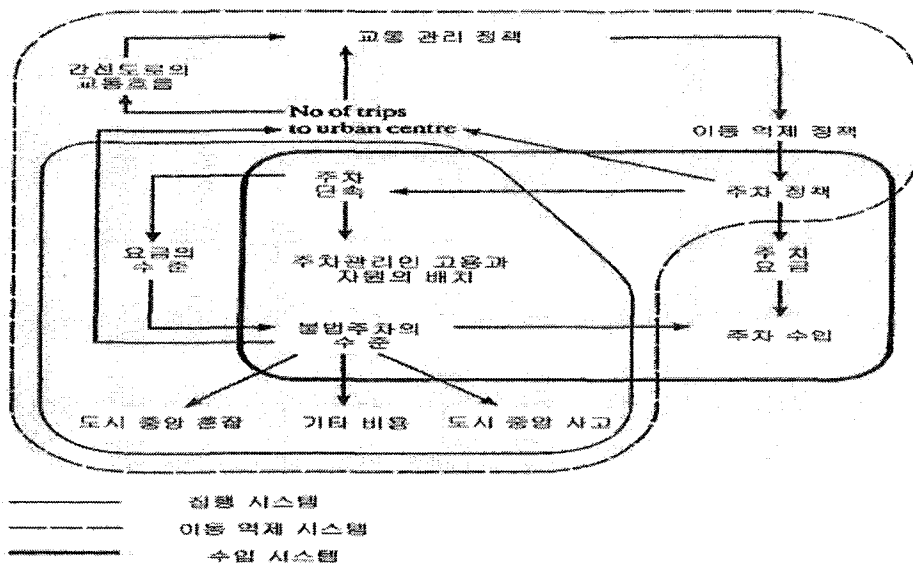 교통 관리 정책
간선도로의
교통흐름
No of trips
to urban centre
이동 억제 정책
주차
단속
주차 정책
요금의
수준
주차관리인 고용과
자원의 배치
주차
요금
불법주차의
수준
주차 수입
도시 중앙 혼잡
기타 비용
도시 중앙 사고
집행 시스템
이동 억제 시스템
수입 시스템